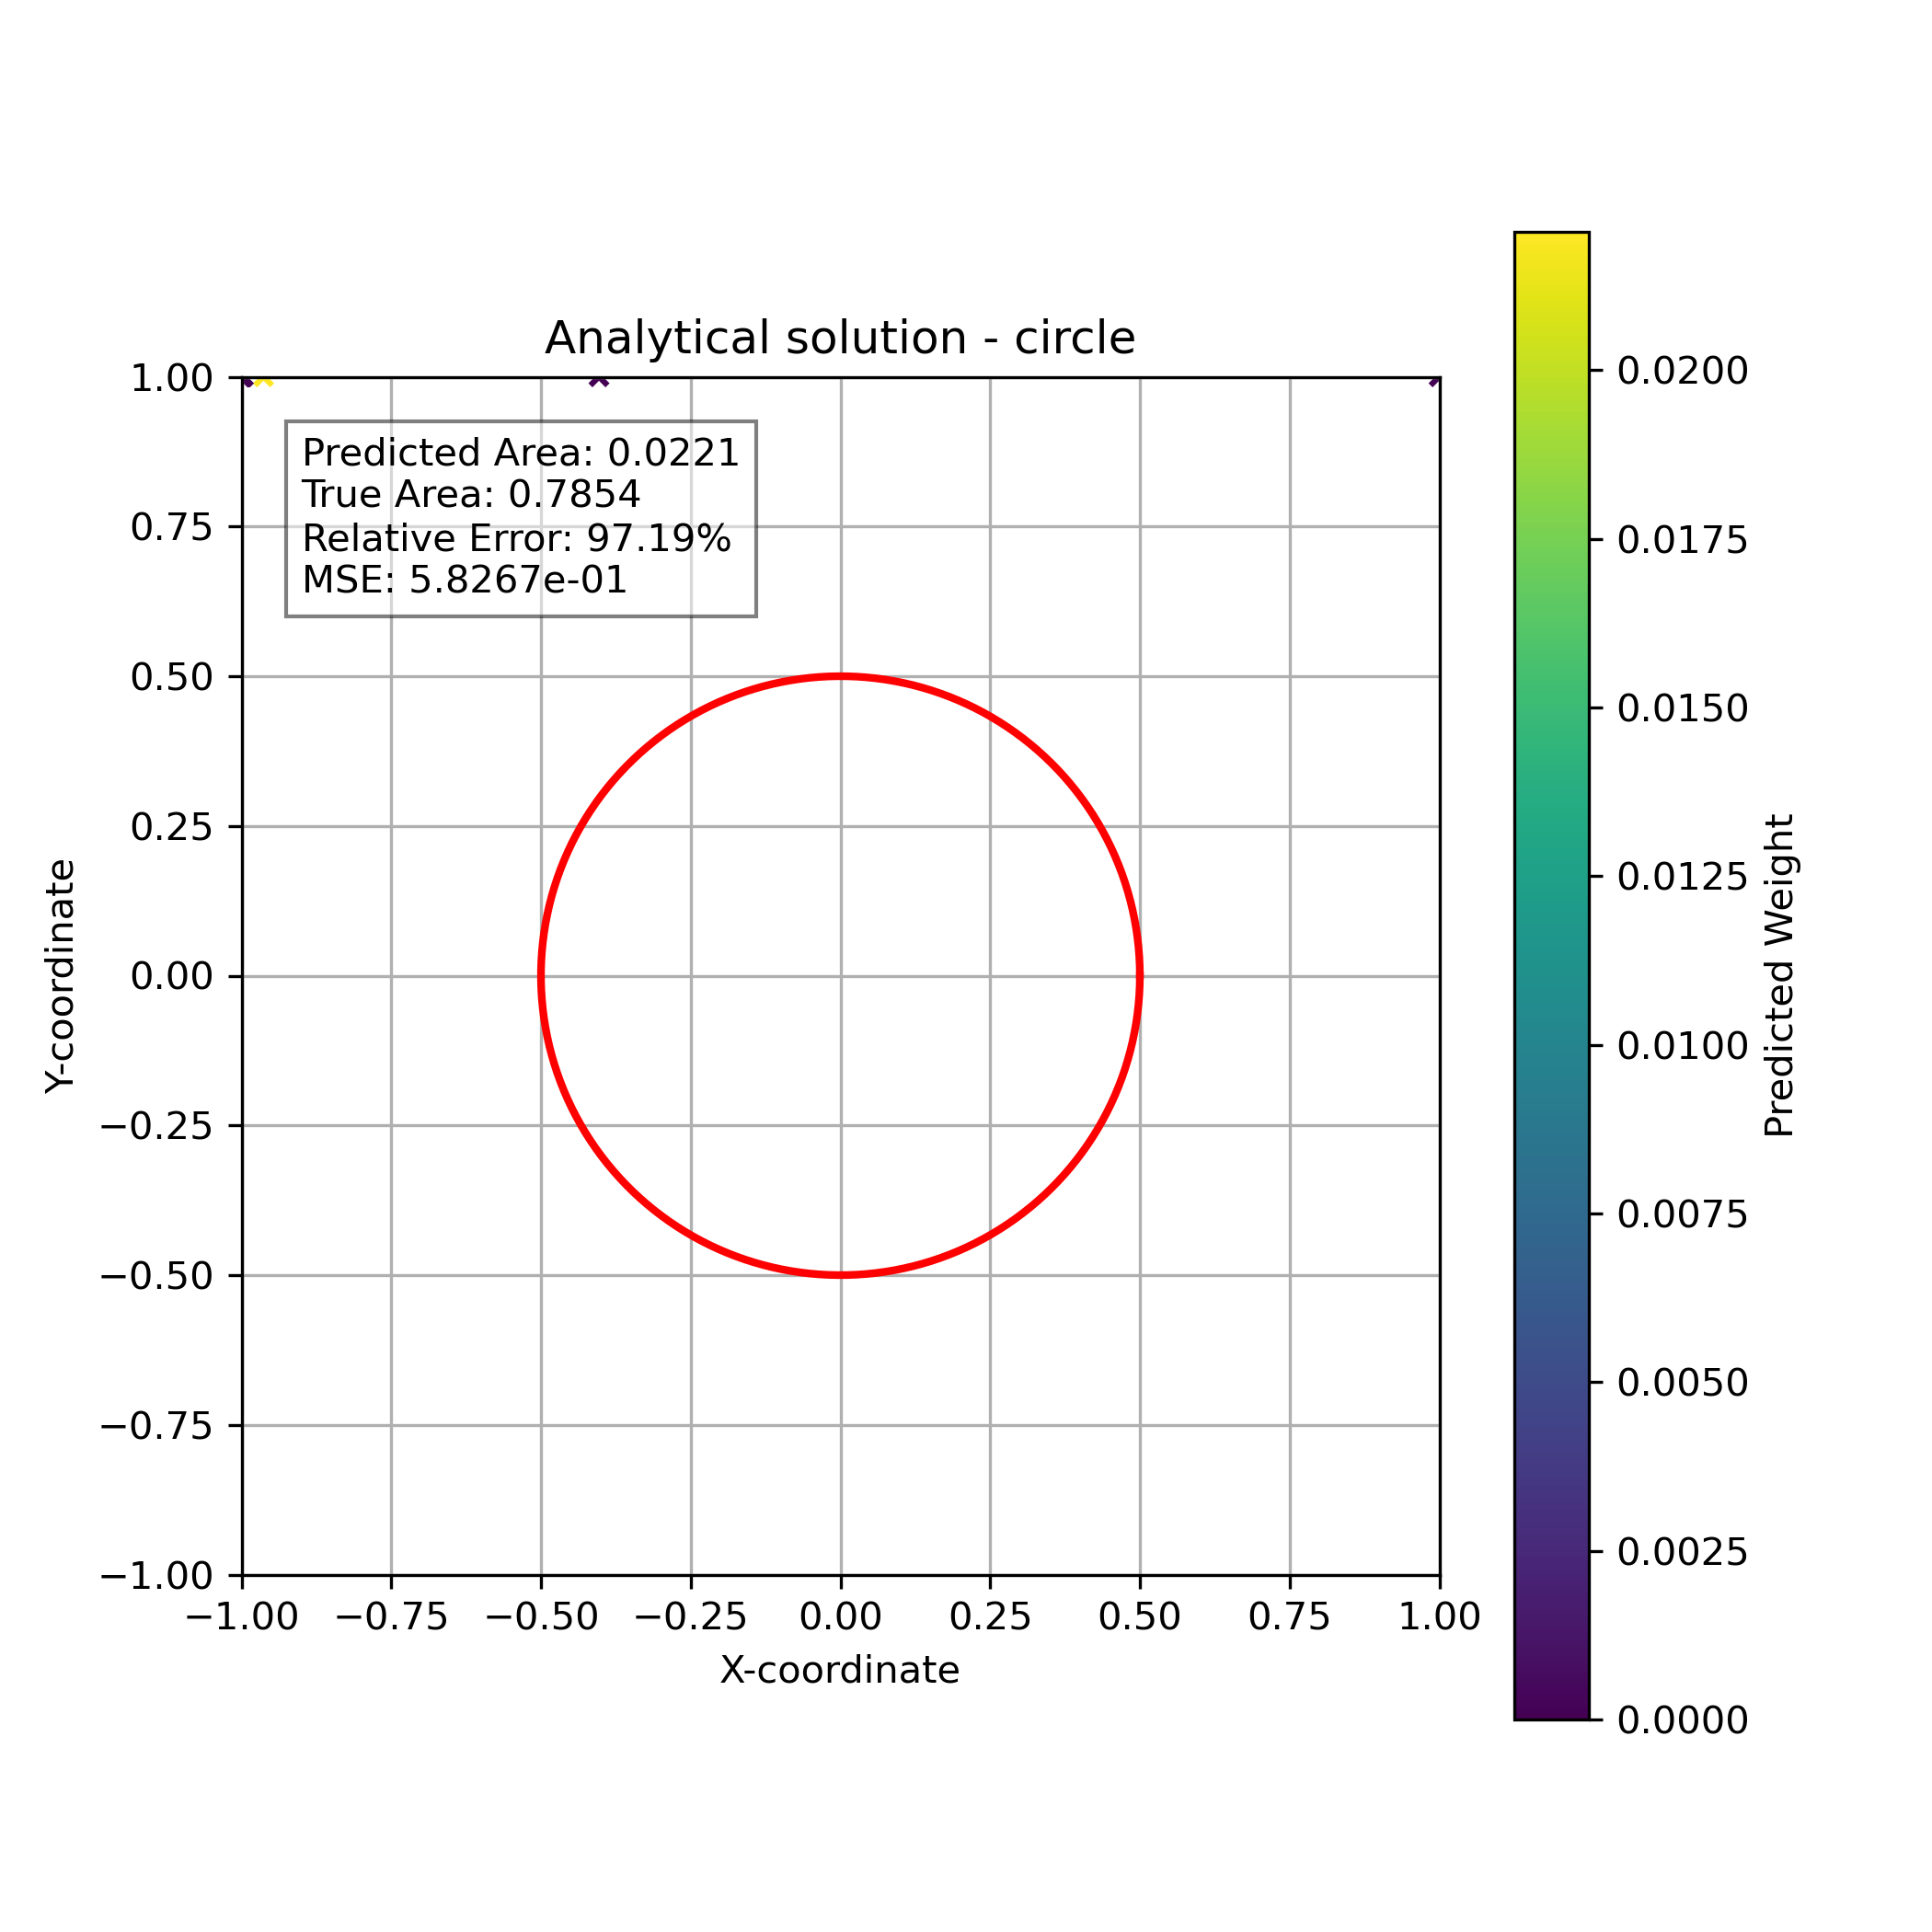 Analytical solution - circle
1.00
0.75
0.50
0.25
0.00
−0.25
−0.50
−0.75
−1.00
Y-coordinate
Predicted Area: 0.0221
True Area: 0.7854
Relative Error: 97.19%
MSE: 5.8267e-01
−1.00 −0.75 −0.50 −0.25 0.00 0.25 0.50 0.75 1.00
X-coordinate
0.0200
0.0175
0.0150
0.0125
0.0100
0.0075
0.0050
0.0025
0.0000
Predicted Weight